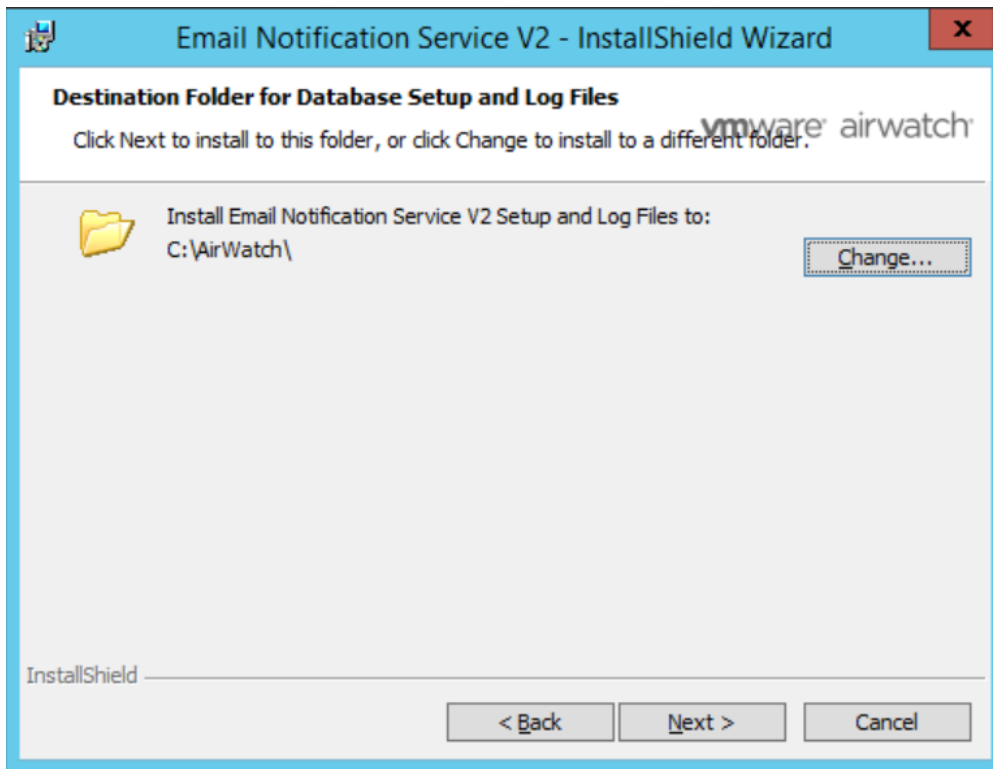 Email Notification Service V2 - InstallShield Wizard
x
Destination Folder for Database Setup and Log Files
Click Next to install to this folder, or click Change to install to a different folder.
vmware airwatch
Install Email Notification Service V2 Setup and Log Files to:
C:\AirWatch\
Change...
InstallShield
< Back
Next >
Cancel